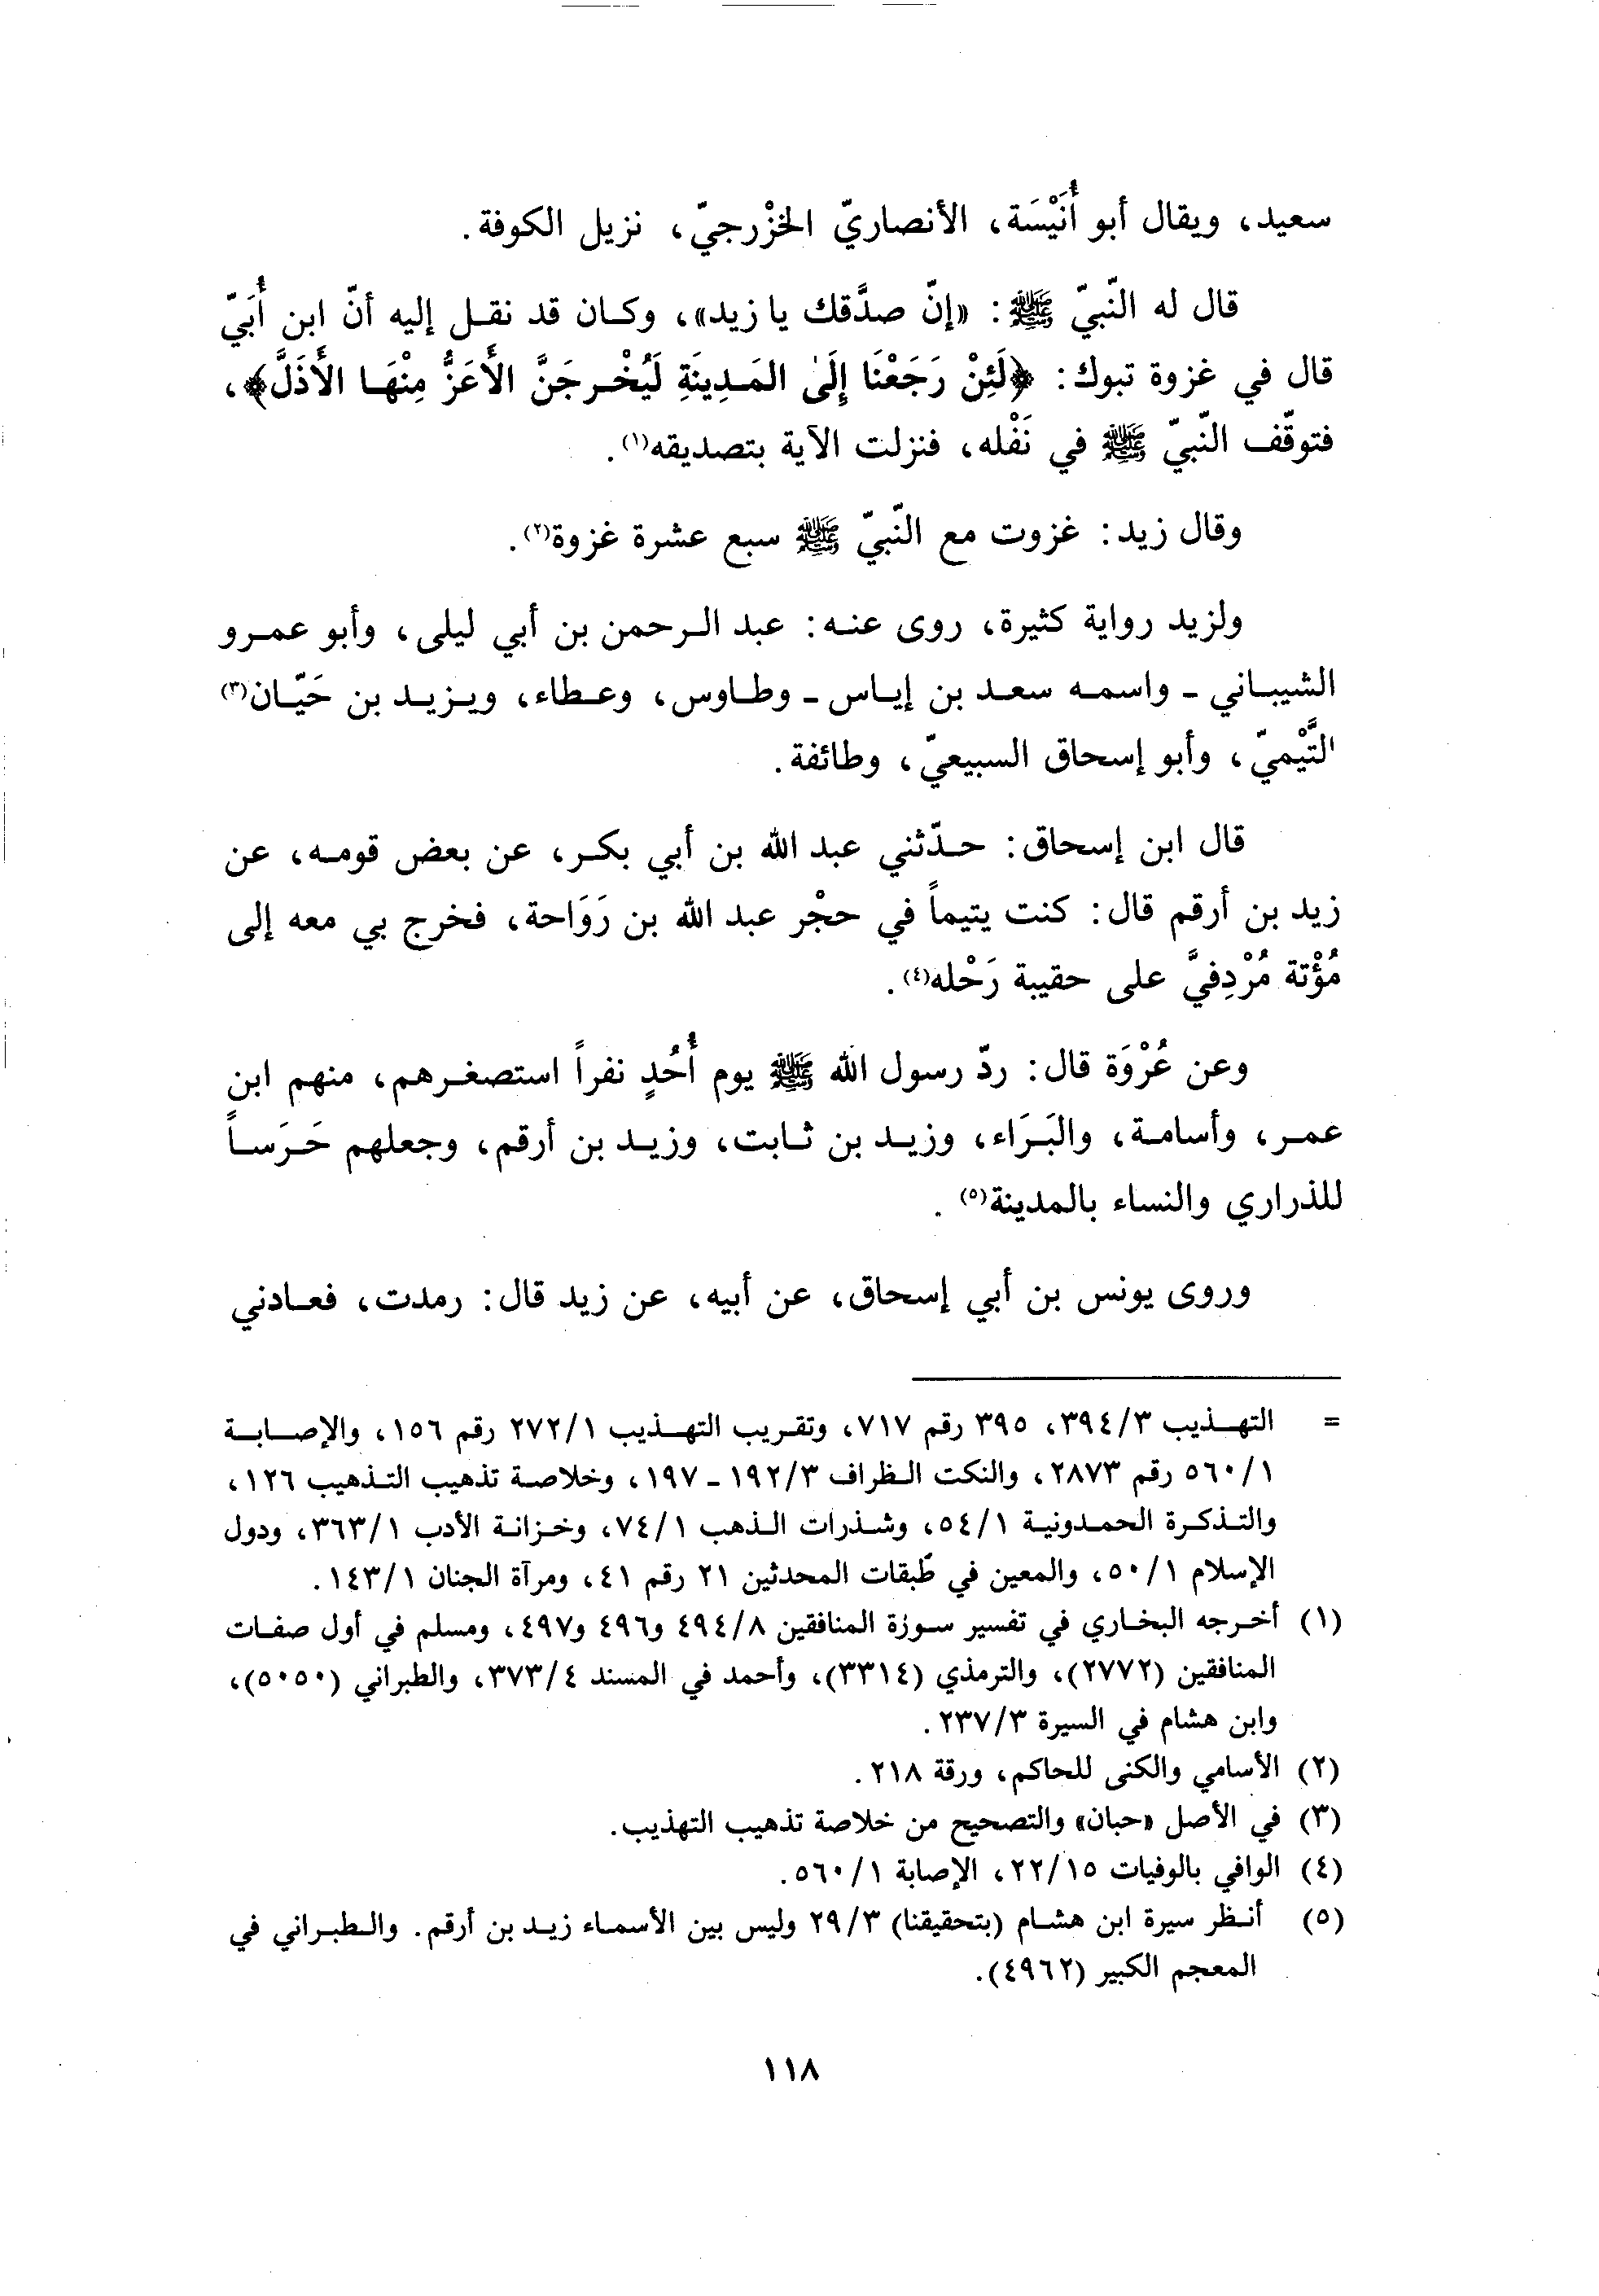 سعيد، ويقال أبو أُنَيْسَة، الأنصاريّ الخزْرجيّ، نزيل الكوفة.
قال له النّبيّ ﷺ: «إنّ صدَّقك يا زيد»، وكان قد نقل إليه أنّ ابن أُبَيّ
قال في غزوة تبوك: ﴿لَئِنْ رَجَعْنَا إِلَىٰ المَدِينَةِ لَيُخْرِجَنَّ الأَعَزُّ مِنْهَا الأَذَلَّ﴾،
فتوقّف النّبيّ ﷺ في نَفْله، فنزلت الآية بتصديقه(١).
وقال زيد: غزوت مع النّبيّ ﷺ سبع عشرة غزوة(٢).
ولزيد رواية كثيرة، روى عنه: عبد الرحمن بن أبي ليلى، وأبو عمرو
الشيباني - واسمه سعد بن إياس - وطاوس، وعطاء، ويزيد بن حَيّان(٣)
التَّيْميّ، وأبو إسحاق السبيعيّ، وطائفة.
قال ابن إسحاق: حدّثني عبد الله بن أبي بكر، عن بعض قومه، عن
زيد بن أرقم قال: كنت يتيماً في حجْر عبد الله بن رَوَاحة، فخرج بي معه إلى
مُؤْتة مُرْدِفيَّ على حقيبة رَحْله(٤).
وعن عُرْوَة قال: ردّ رسول الله ﷺ يوم أُحُدٍ نفراً استصغرهم، منهم ابن
عمر، وأسامة، والبَرَاء، وزيد بن ثابت، وزيد بن أرقم، وجعلهم حَرَساً
للذراري والنساء بالمدينة(٥).
وروى يونس بن أبي إسحاق، عن أبيه، عن زيد قال: رمدت، فعادني
= التهذيب ٣٩٤/٣، ٣٩٥ رقم ٧١٧، وتقريب التهذيب ٢٧٢/١ رقم ١٥٦، والإصابة
٥٦٠/١ رقم ٢٨٧٣، والنكت الظراف ١٩٢/٣ - ١٩٧، وخلاصة تذهيب التذهيب ١٢٦،
والتذكرة الحمدونية ٥٤/١، وشذرات الذهب ٧٤/١، وخزانة الأدب ٣٦٣/١، ودول
الإسلام ٥٠/١، والمعين في طبقات المحدثين ٢١ رقم ٤١، ومرآة الجنان ١٤٣/١.
(١) أخرجه البخاري في تفسير سورة المنافقين ٤٩٤/٨ و٤٩٦ و٤٩٧، ومسلم في أول صفات
المنافقين (٢٧٧٢)، والترمذي (٣٣١٤)، وأحمد في المسند ٣٧٣/٤، والطبراني (٥٠٥٠)،
وابن هشام في السيرة ٢٣٧/٣.
(٢) الأسامي والكنى للحاكم، ورقة ٢١٨.
(٣) في الأصل «حبان» والتصحيح من خلاصة تذهيب التهذيب.
(٤) الوافي بالوفيات ٢٢/١٥، الإصابة ٥٦٠/١.
(٥) أنظر سيرة ابن هشام (بتحقيقنا) ٢٩/٣ وليس بين الأسماء زيد بن أرقم. والطبراني في
المعجم الكبير (٤٩٦٢).
١١٨